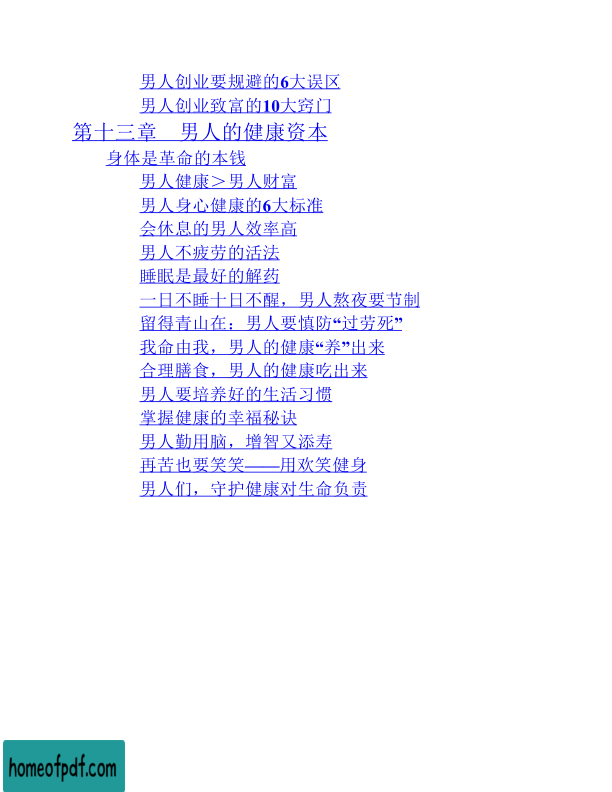 男人创业要规避的6大误区
男人创业致富的10大窍门
第十三章　男人的健康资本
身体是革命的本钱
男人健康＞男人财富
男人身心健康的6大标准
会休息的男人效率高
男人不疲劳的活法
睡眠是最好的解药
一日不睡十日不醒，男人熬夜要节制
留得青山在：男人要慎防“过劳死”
我命由我，男人的健康“养”出来
合理膳食，男人的健康吃出来
男人要培养好的生活习惯
掌握健康的幸福秘诀
男人勤用脑，增智又添寿
再苦也要笑笑——用欢笑健身
男人们，守护健康对生命负责
homeofpdf.com